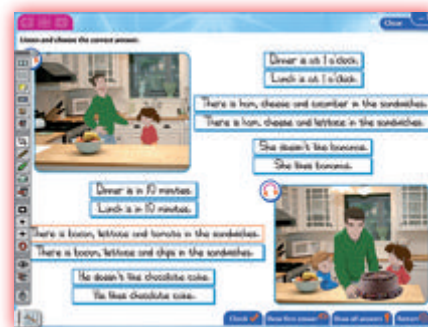 Close
Listen and choose the correct answer.
Dinner is at 1 o'clock.
Lunch is at 1 o'clock.
There is ham, cheese and cucumber in the sandwiches.
There is ham, cheese and lettuce in the sandwiches.
She doesn't like bananas.
She likes bananas.
Dinner is in 10 minutes.
Lunch is in 10 minutes.
There is bacon, lettuce and tomato in the sandwiches.
There is bacon, lettuce and chips in the sandwiches.
He doesn't like chocolate cake.
He likes chocolate cake.
Check
Show first answer
Show all answers
Restart